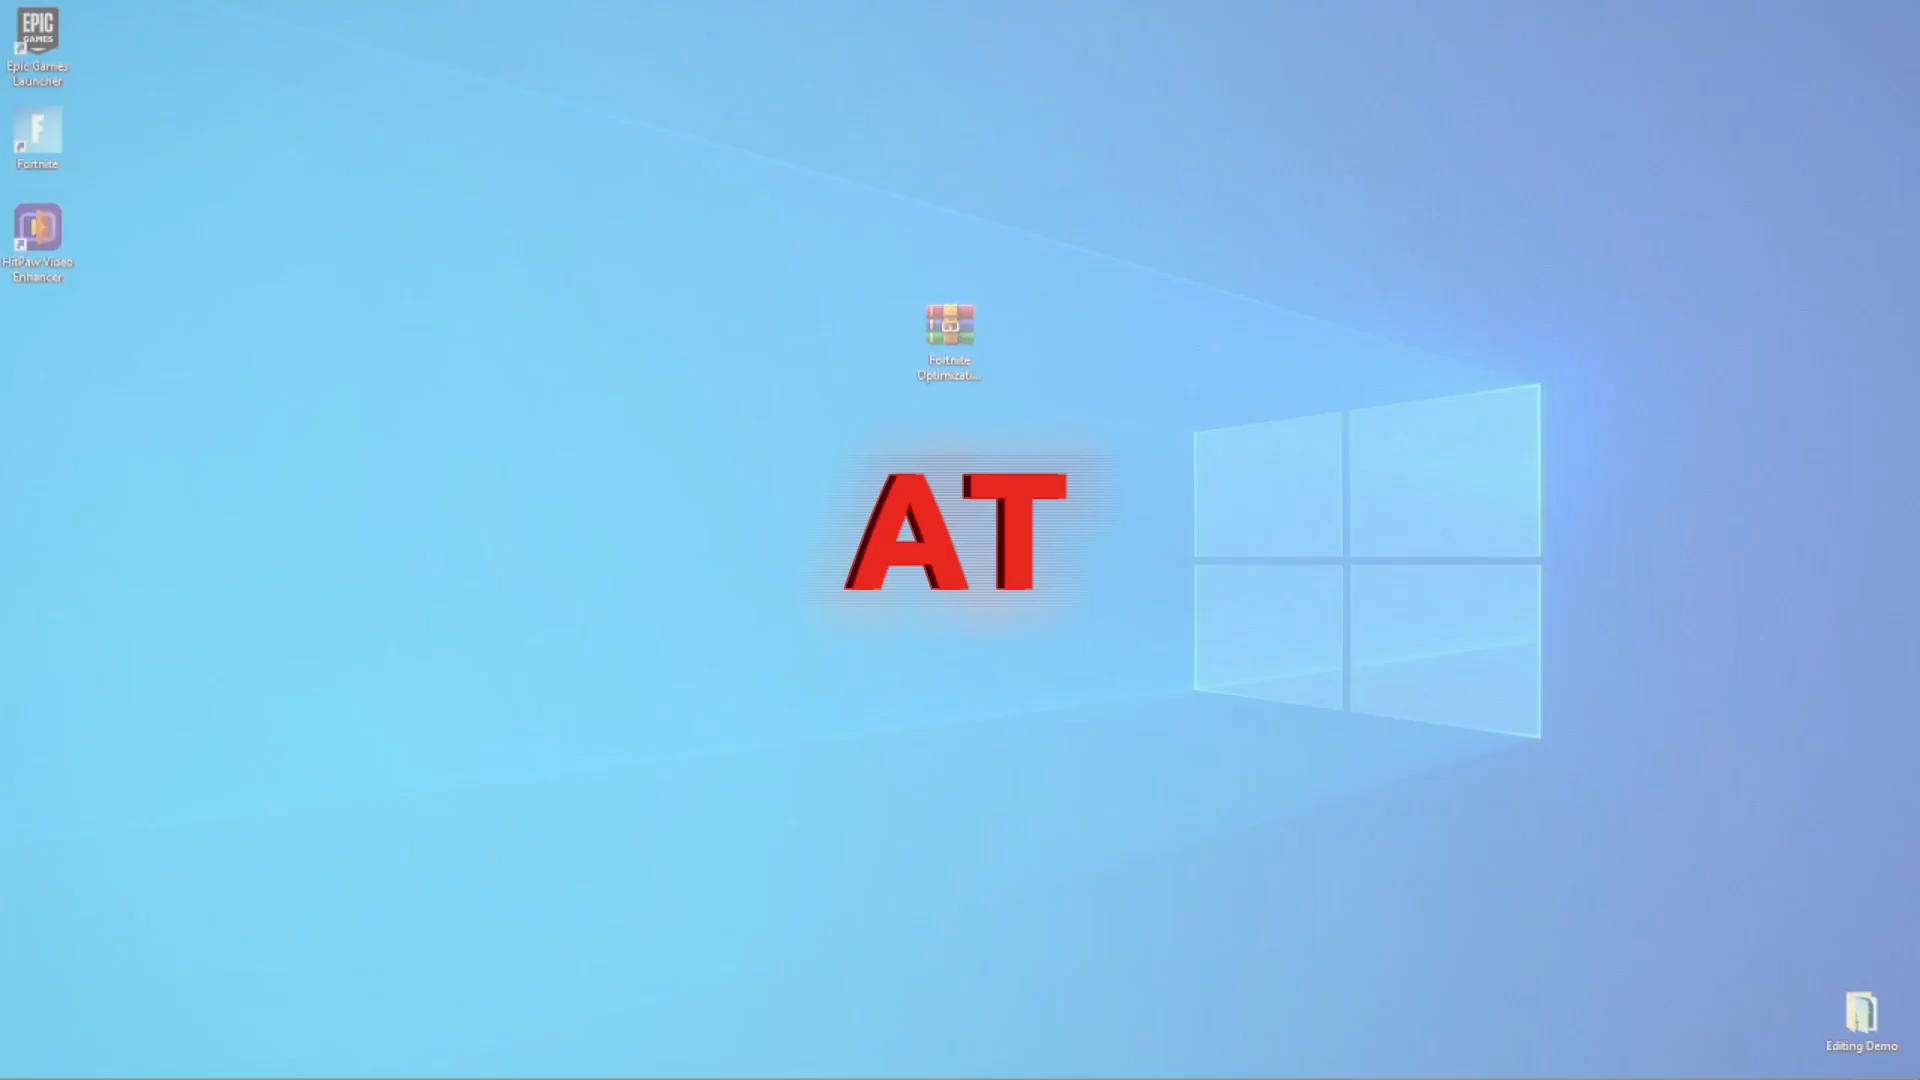 EPIC
GAMES
Epic Games
Launcher
F
Fortnite
HitPaw Video
Enhancer
Fortnite
Optimizati...
AT
Editing Demo